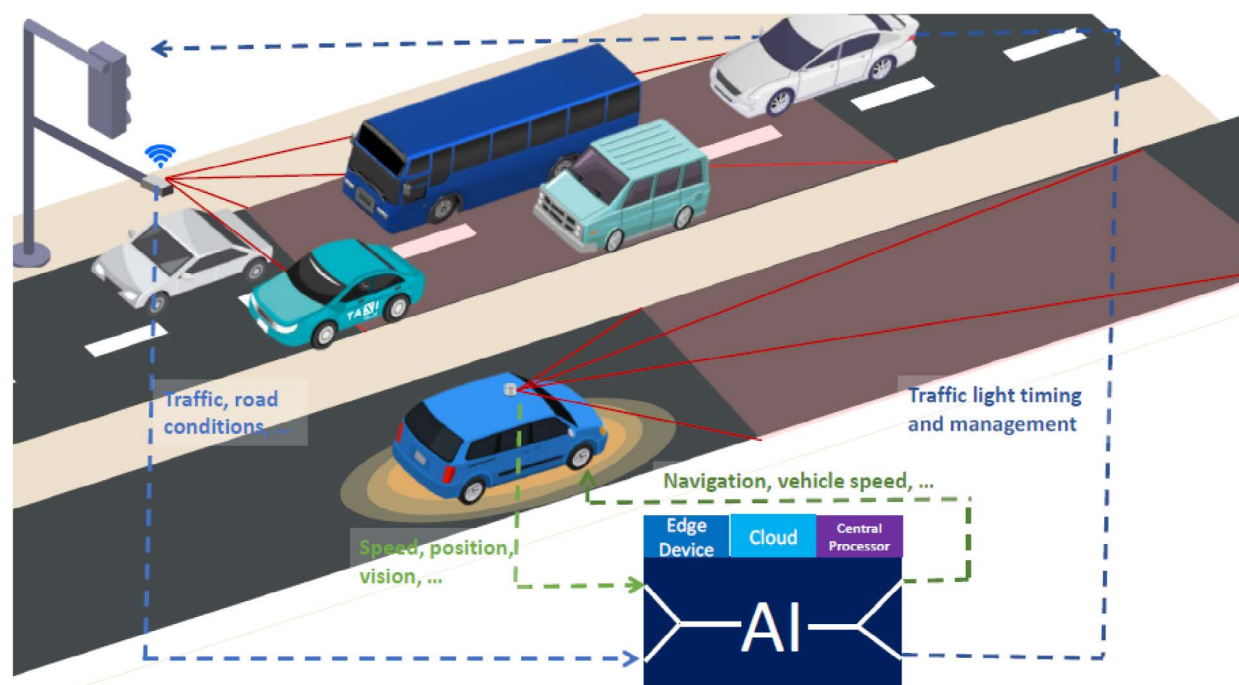 TAXI
Traffic, road
conditions, ...
Traffic light timing
and management
Navigation, vehicle speed, ...
Speed, position,
vision, ...
Edge
Device
Cloud
Central
Processor
AI